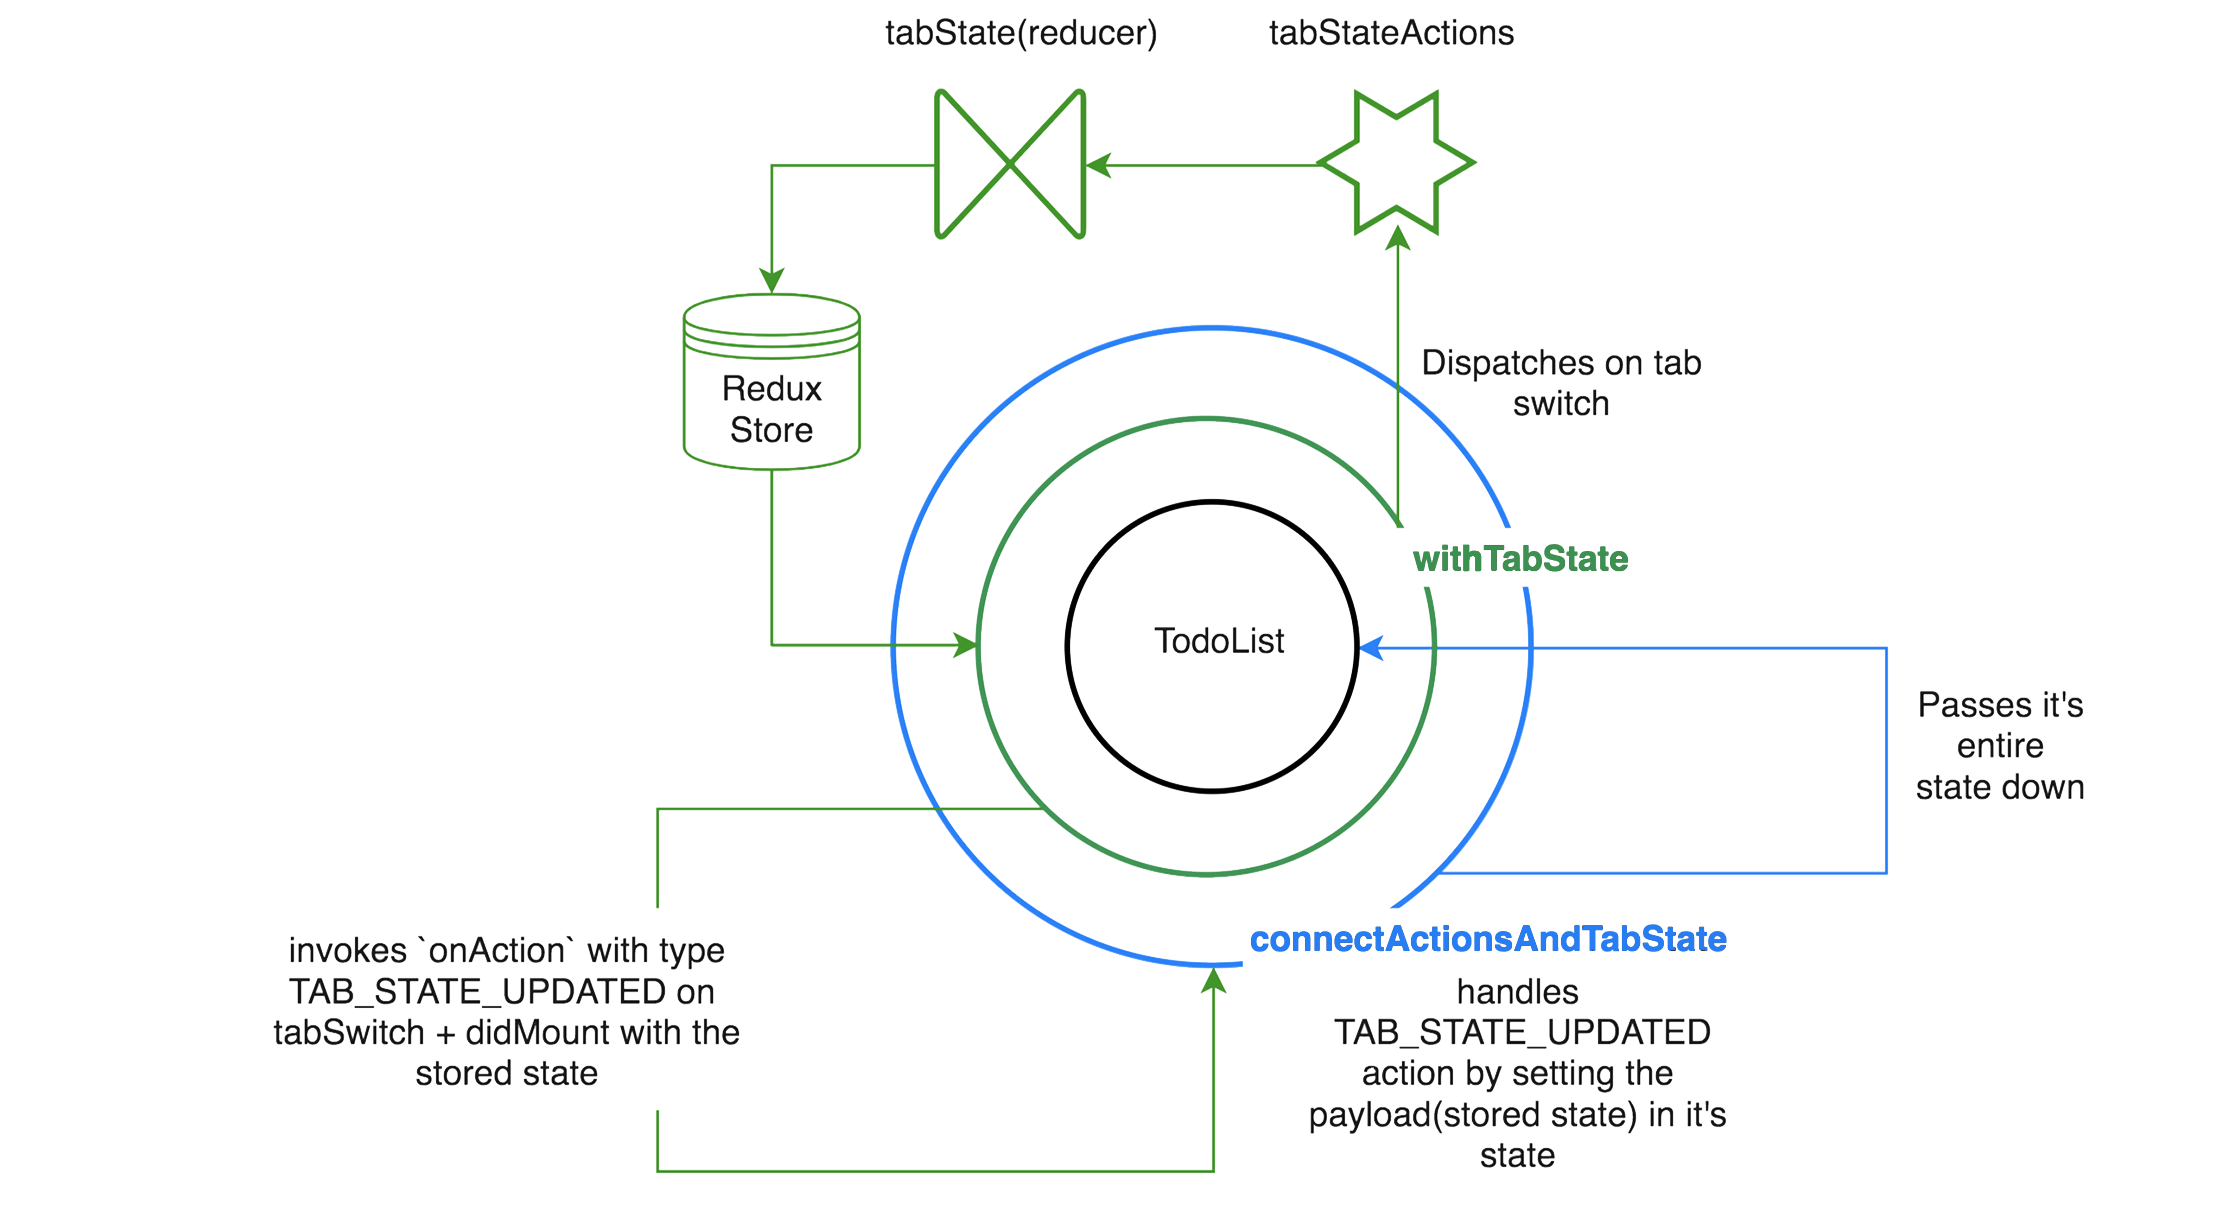 tabState(reducer)
tabStateActions
Redux
Store
Dispatches on tab
switch
withTabState
TodoList
Passes it's
entire
state down
connectActionsAndTabState
invokes `onAction` with type
TAB_STATE_UPDATED on
tabSwitch + didMount with the
stored state
handles
TAB_STATE_UPDATED
action by setting the
payload(stored state) in it's
state